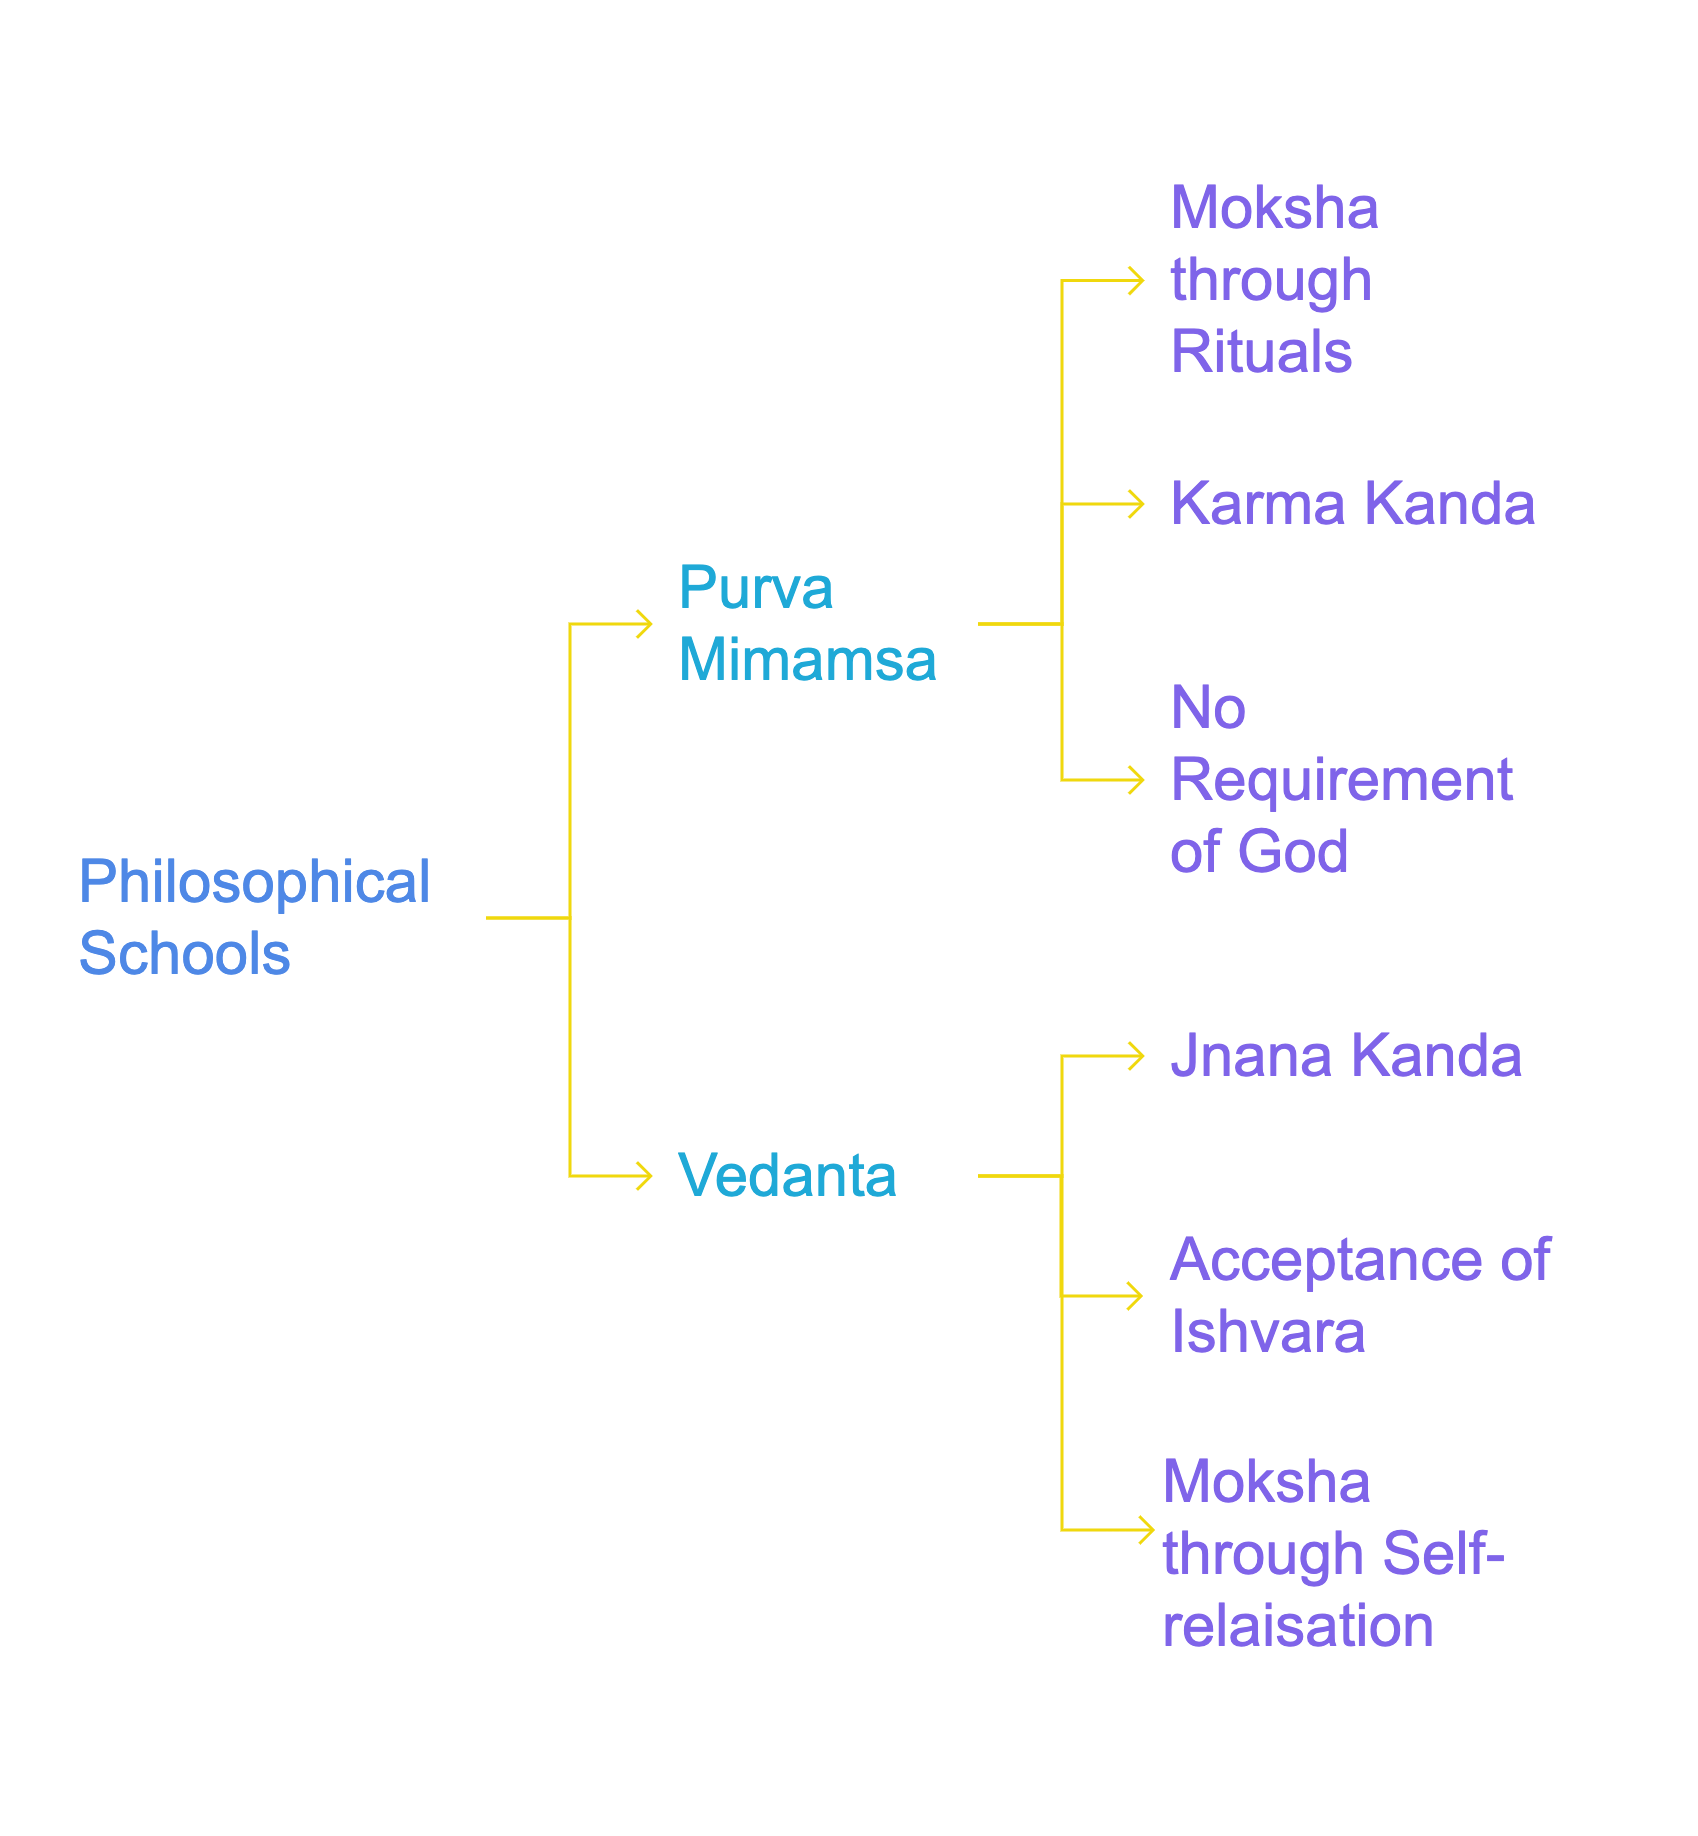 Philosophical
Schools
Purva
Mimamsa
Moksha
through
Rituals
Karma Kanda
No
Requirement
of God
Vedanta
Jnana Kanda
Acceptance of
Ishvara
Moksha
through Self-
relaisation